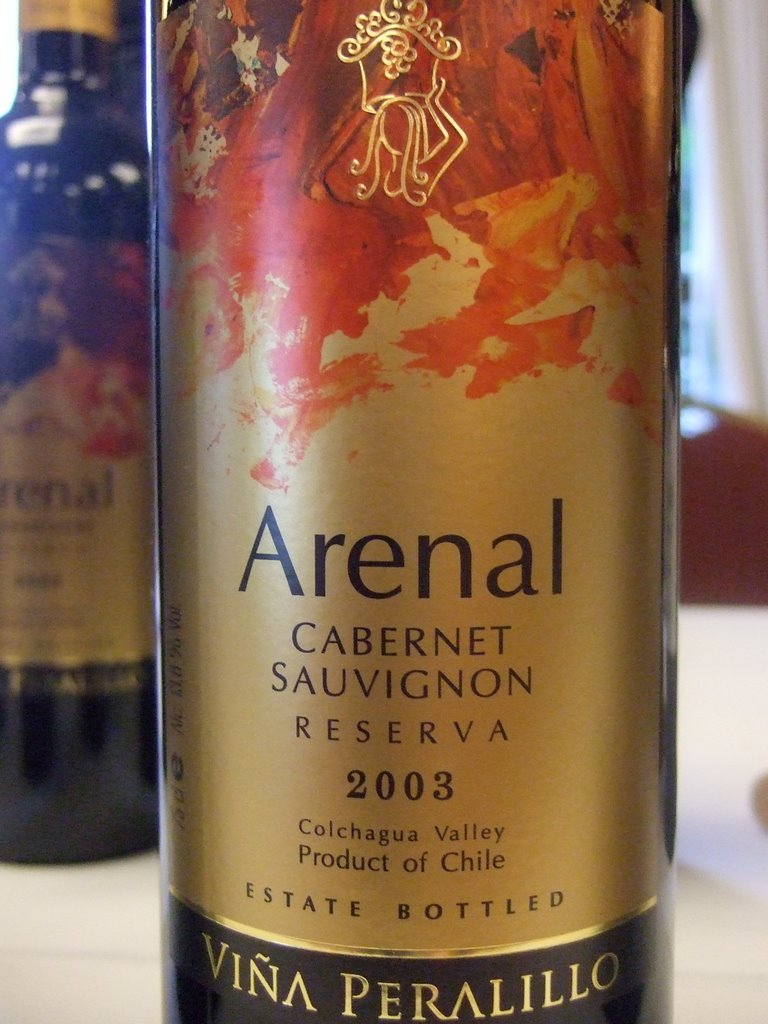 Arenal
CABERNET
SAUVIGNON
RESERVA
2003
Colchagua Valley
Product of Chile
ESTATE BOTTLED
VIÑA PERALILLO
renal